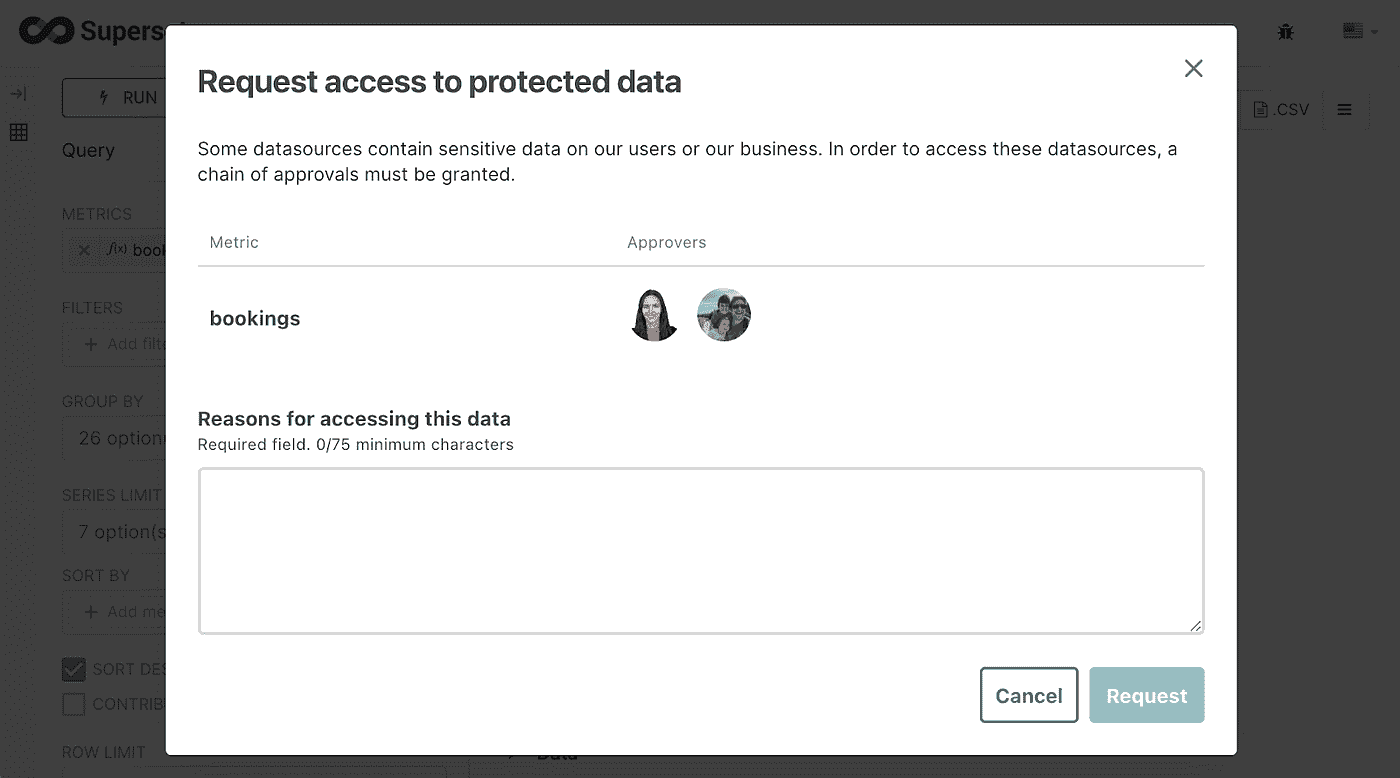 Supers
Request access to protected data
RUN
.CSV
Query
Some datasources contain sensitive data on our users or our business. In order to access these datasources, a
chain of approvals must be granted.
METRICS
Metric
Approvers
f(x) book
bookings
FILTERS
+ Add filte
GROUP BY
26 option
Reasons for accessing this data
Required field. 0/75 minimum characters
SERIES LIMIT
7 option(s
SORT BY
+ Add me
SORT DES
CONTRIB
Cancel
Request
ROW LIMIT
Data